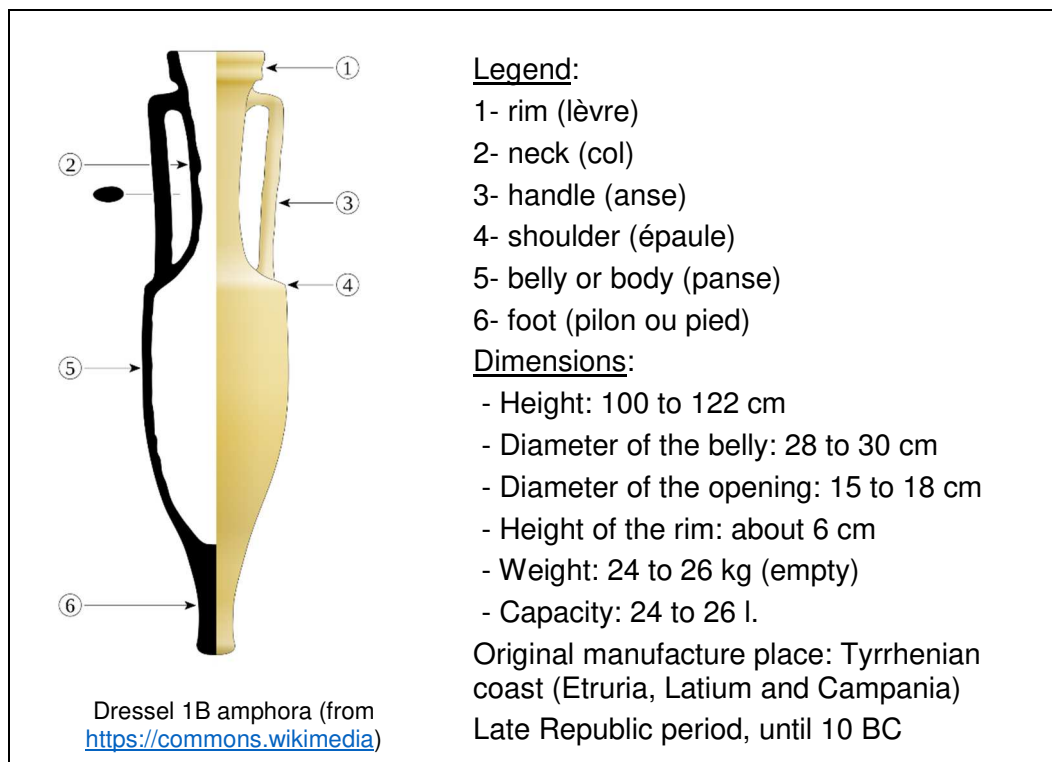 1
2
3
4
5
6
Dressel 1B amphora (from
https://commons.wikimedia)
Legend:
1- rim (lèvre)
2- neck (col)
3- handle (anse)
4- shoulder (épaule)
5- belly or body (panse)
6- foot (pilon ou pied)
Dimensions:
- Height: 100 to 122 cm
- Diameter of the belly: 28 to 30 cm
- Diameter of the opening: 15 to 18 cm
- Height of the rim: about 6 cm
- Weight: 24 to 26 kg (empty)
- Capacity: 24 to 26 l.
Original manufacture place: Tyrrhenian
coast (Etruria, Latium and Campania)
Late Republic period, until 10 BC